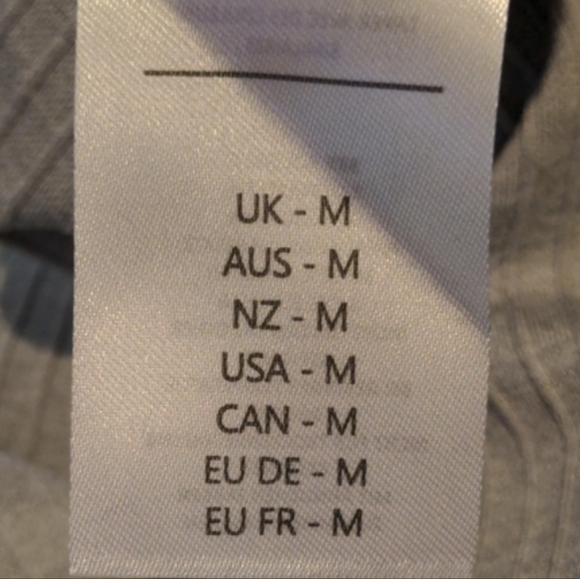 UK - M
AUS - M
NZ - M
USA - M
CAN - M
EU DE - M
EU FR - M